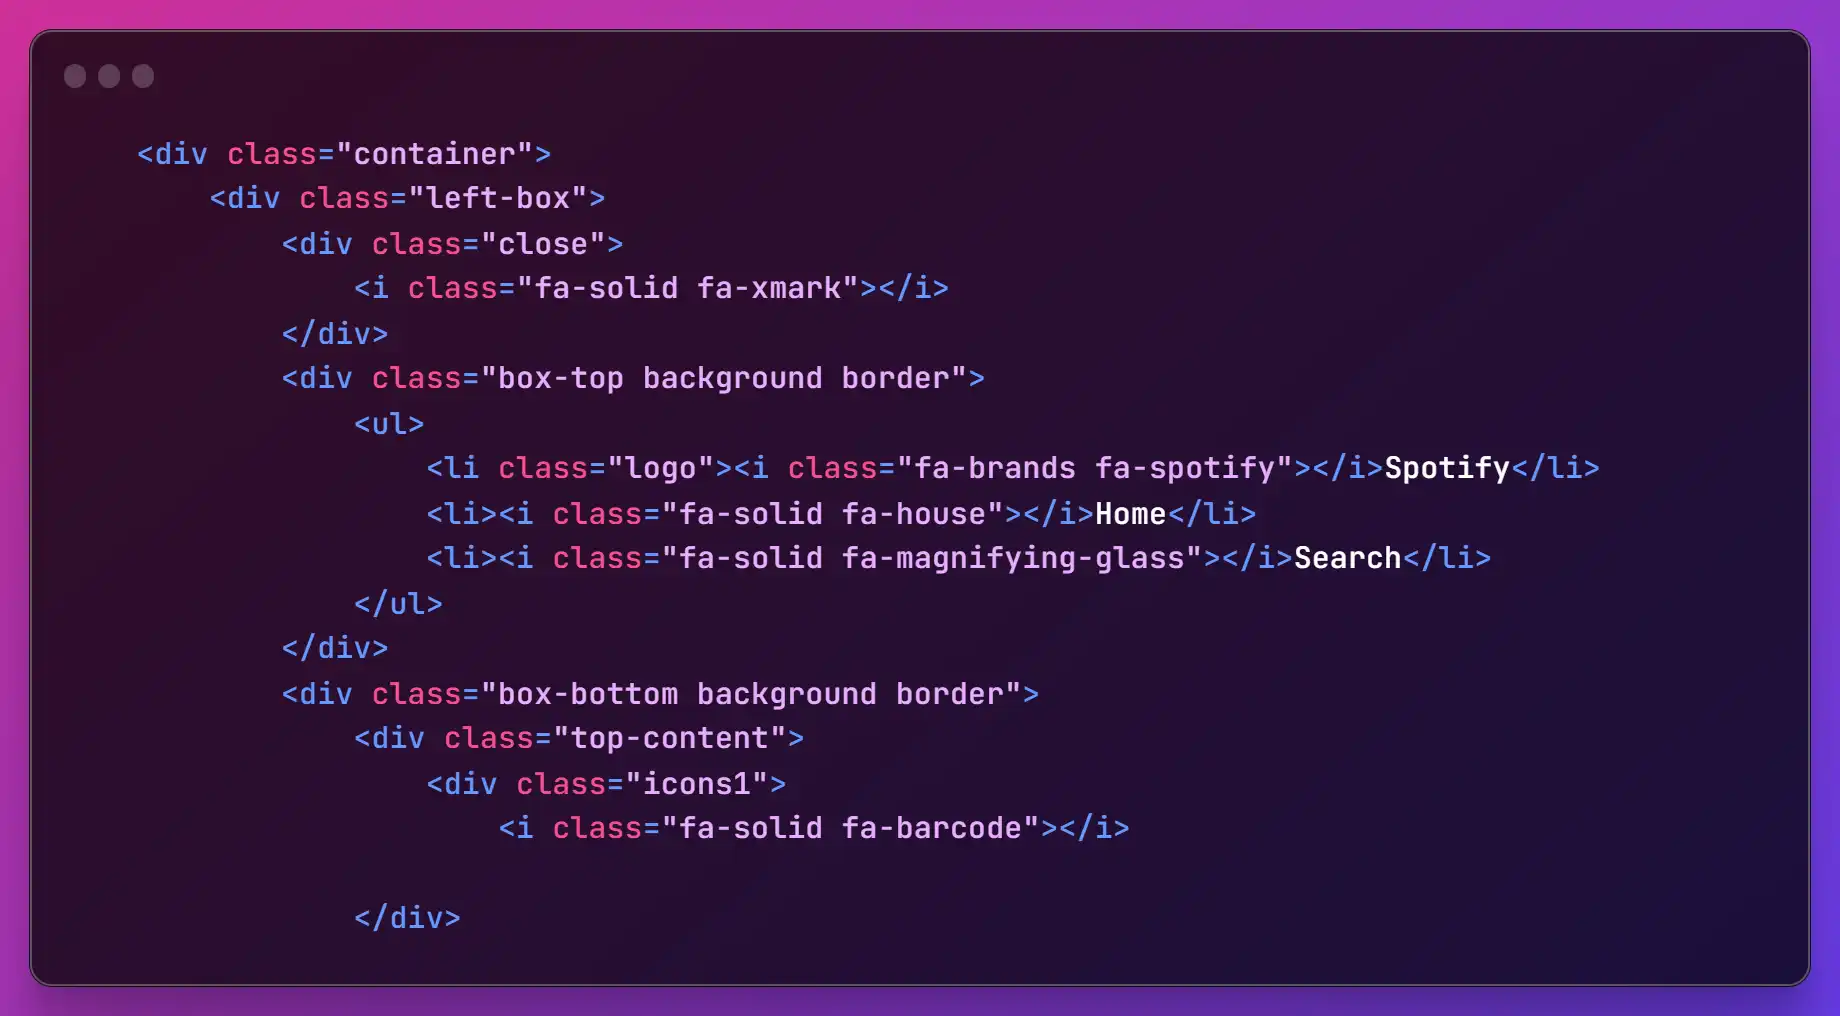 <div class="container">
    <div class="left-box">
        <div class="close">
            <i class="fa-solid fa-xmark"></i>
        </div>
        <div class="box-top background border">
            <ul>
                <li class="logo"><i class="fa-brands fa-spotify"></i>Spotify</li>
                <li><i class="fa-solid fa-house"></i>Home</li>
                <li><i class="fa-solid fa-magnifying-glass"></i>Search</li>
            </ul>
        </div>
        <div class="box-bottom background border">
            <div class="top-content">
                <div class="icons1">
                    <i class="fa-solid fa-barcode"></i>

            </div>